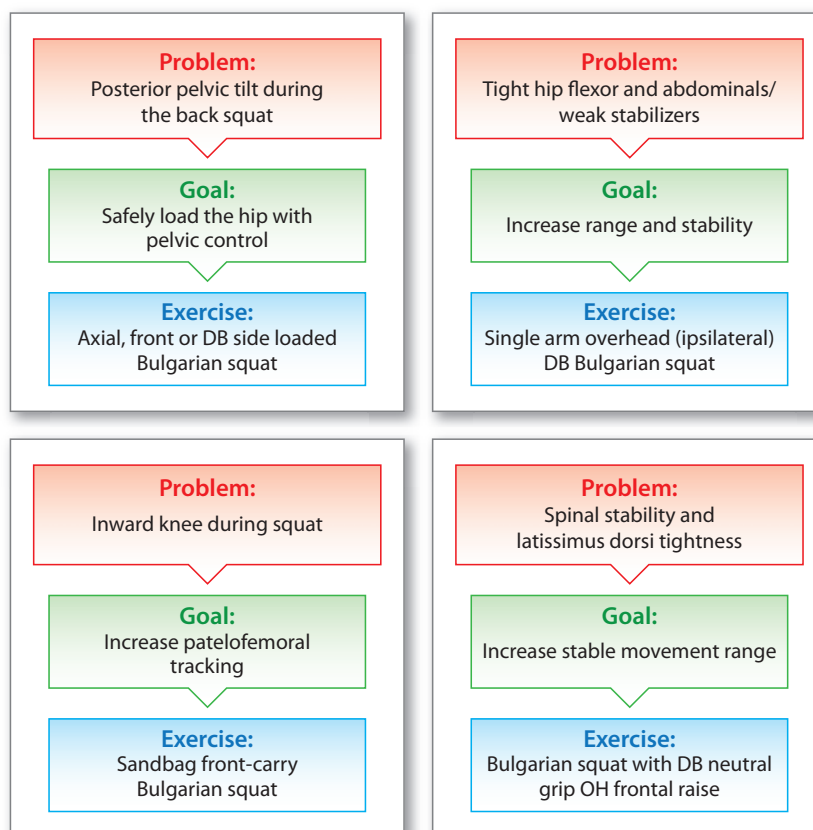 Problem:
Posterior pelvic tilt during
the back squat
Goal:
Safely load the hip with
pelvic control
Exercise:
Axial, front or DB side loaded
Bulgarian squat
Problem:
Tight hip flexor and abdominals/
weak stabilizers
Goal:
Increase range and stability
Exercise:
Single arm overhead (ipsilateral)
DB Bulgarian squat
Problem:
Inward knee during squat
Goal:
Increase patelofemoral
tracking
Exercise:
Sandbag front-carry
Bulgarian squat
Problem:
Spinal stability and
latissimus dorsi tightness
Goal:
Increase stable movement range
Exercise:
Bulgarian squat with DB neutral
grip OH frontal raise